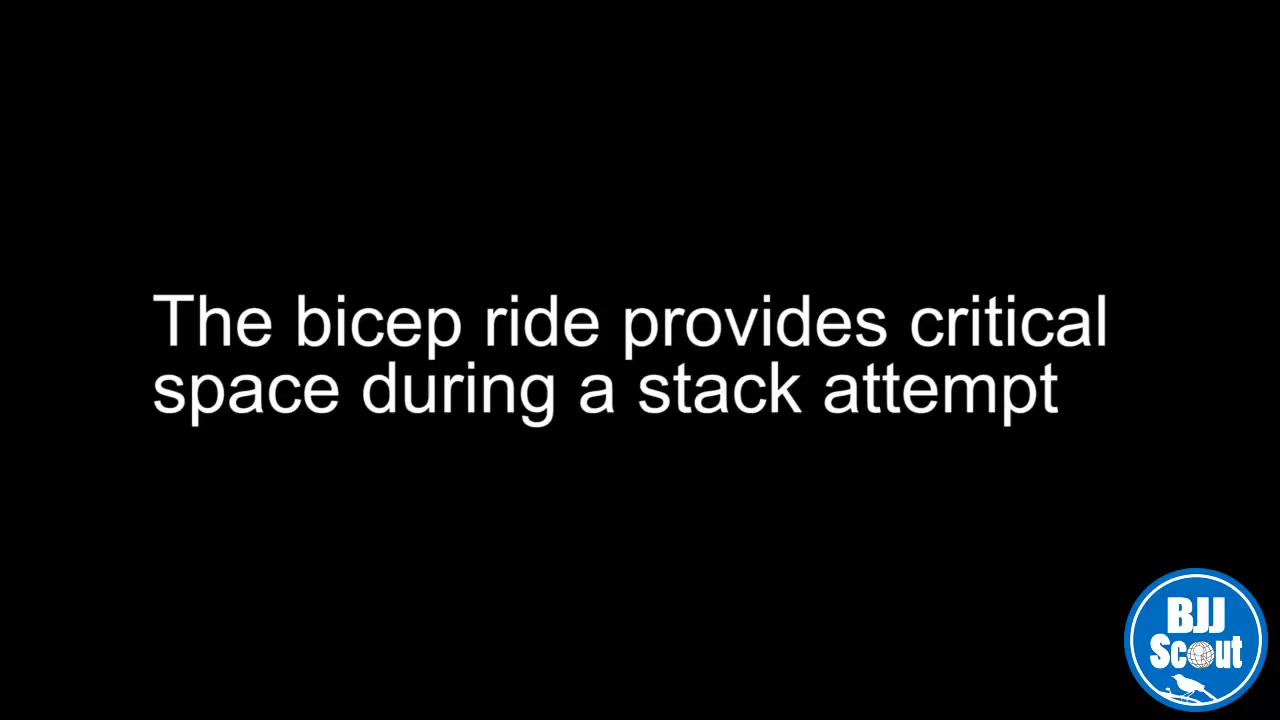 The bicep ride provides critical
space during a stack attempt
BJJ
Scout